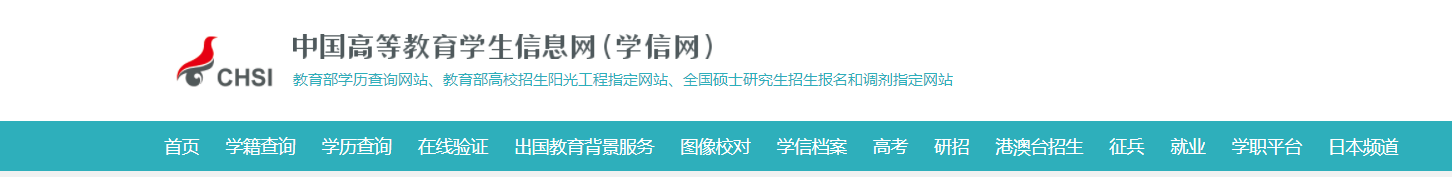 中国高等教育学生信息网(学信网)
CHSI
教育部学历查询网站、教育部高校招生阳光工程指定网站、全国硕士研究生招生报名和调剂指定网站
首页 学籍查询 学历查询 在线验证 出国教育背景服务 图像校对 学信档案 高考 研招 港澳台招生 征兵 就业 学职平台 日本频道